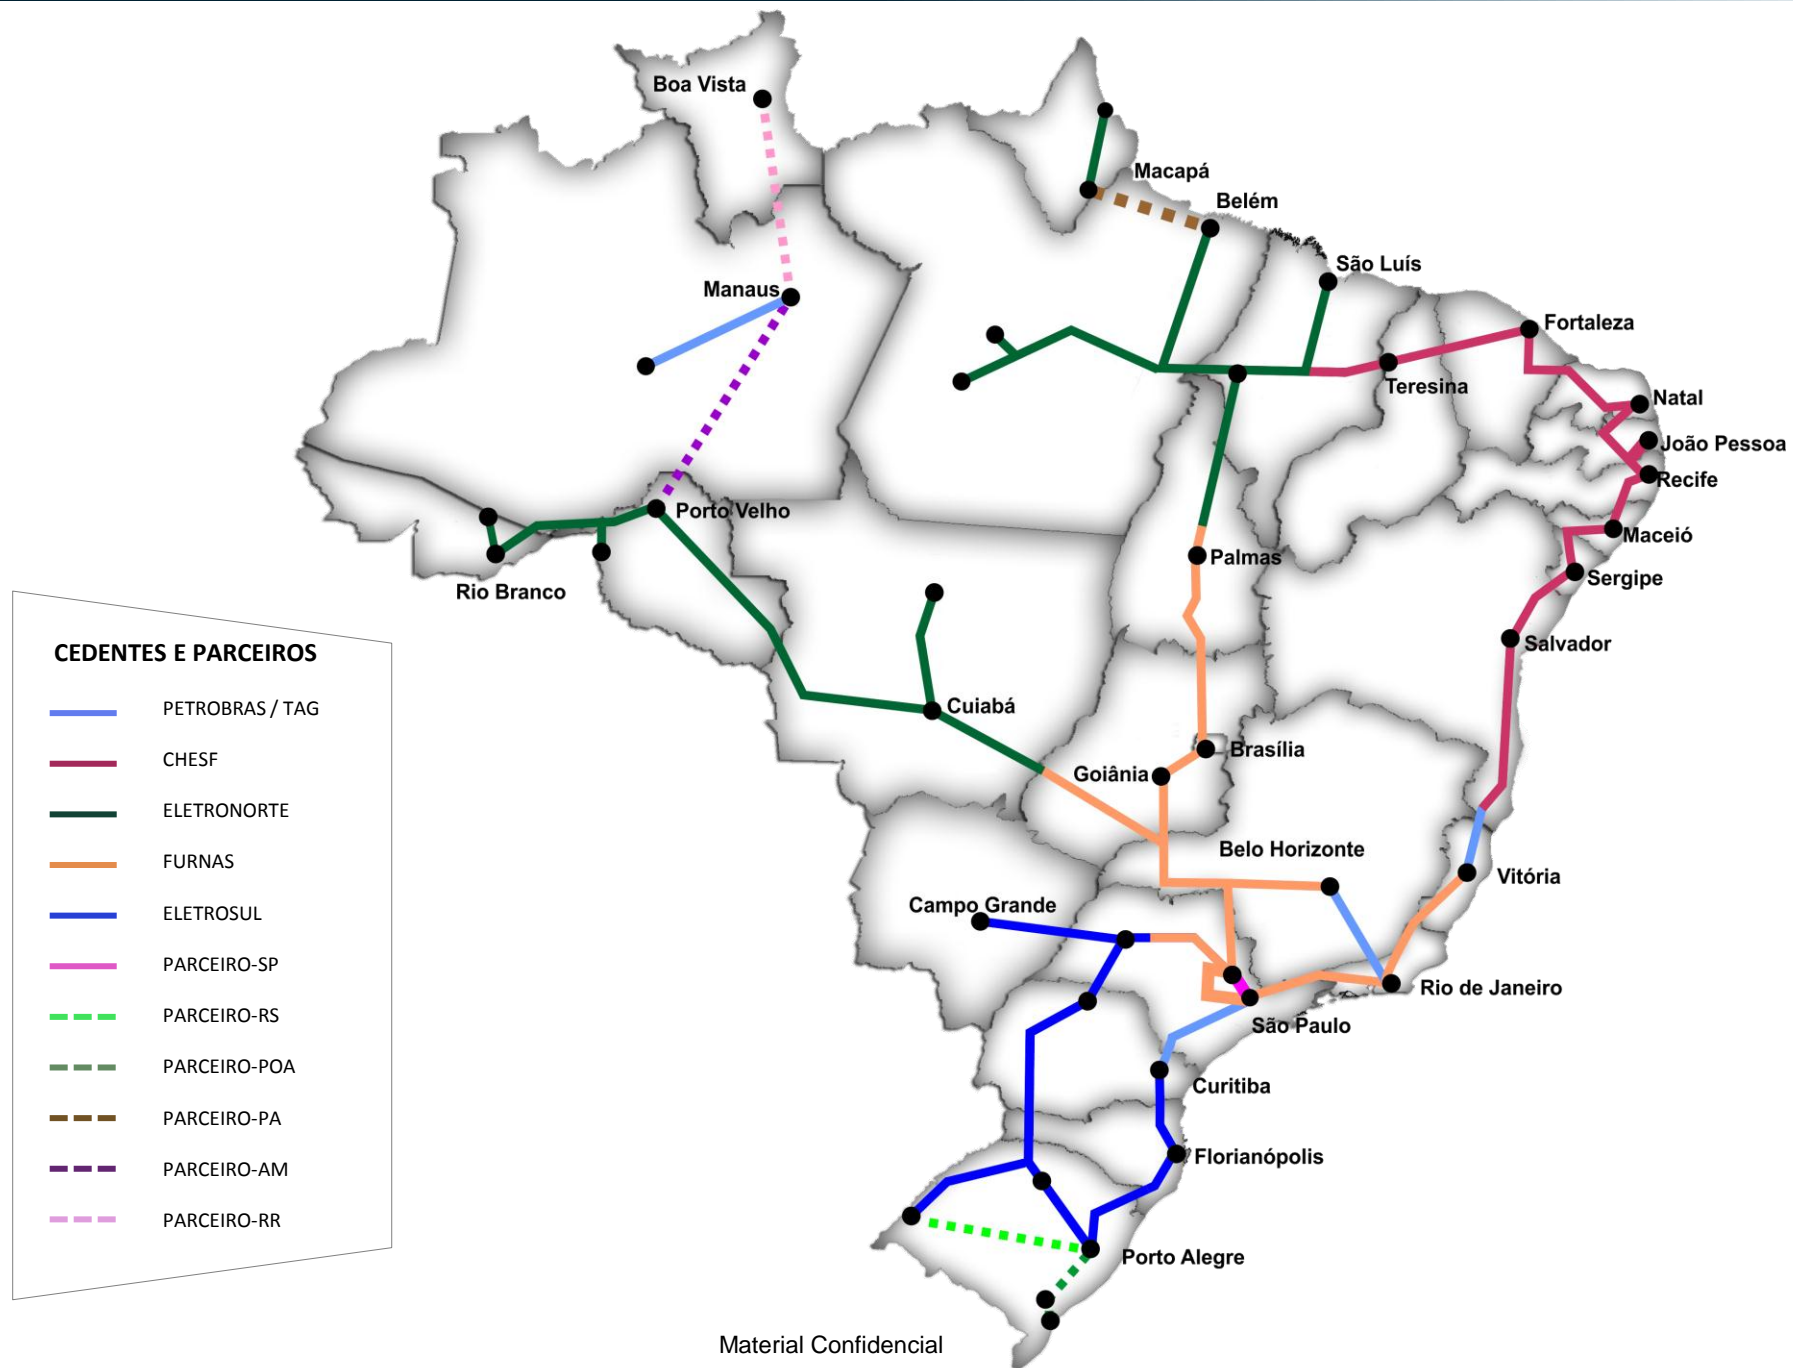 Boa Vista
Macapá
Belém
São Luís
Manaus
Fortaleza
Teresina
Natal
João Pessoa
Recife
Porto Velho
Maceió
Palmas
Sergipe
Rio Branco
Salvador
Cuiabá
Brasília
Goiânia
Belo Horizonte
Vitória
Campo Grande
Rio de Janeiro
São Paulo
Curitiba
Florianópolis
Porto Alegre
CEDENTES E PARCEIROS
PETROBRAS / TAG
CHESF
ELETRONORTE
FURNAS
ELETROSUL
PARCEIRO-SP
PARCEIRO-RS
PARCEIRO-POA
PARCEIRO-PA
PARCEIRO-AM
PARCEIRO-RR
Material Confidencial